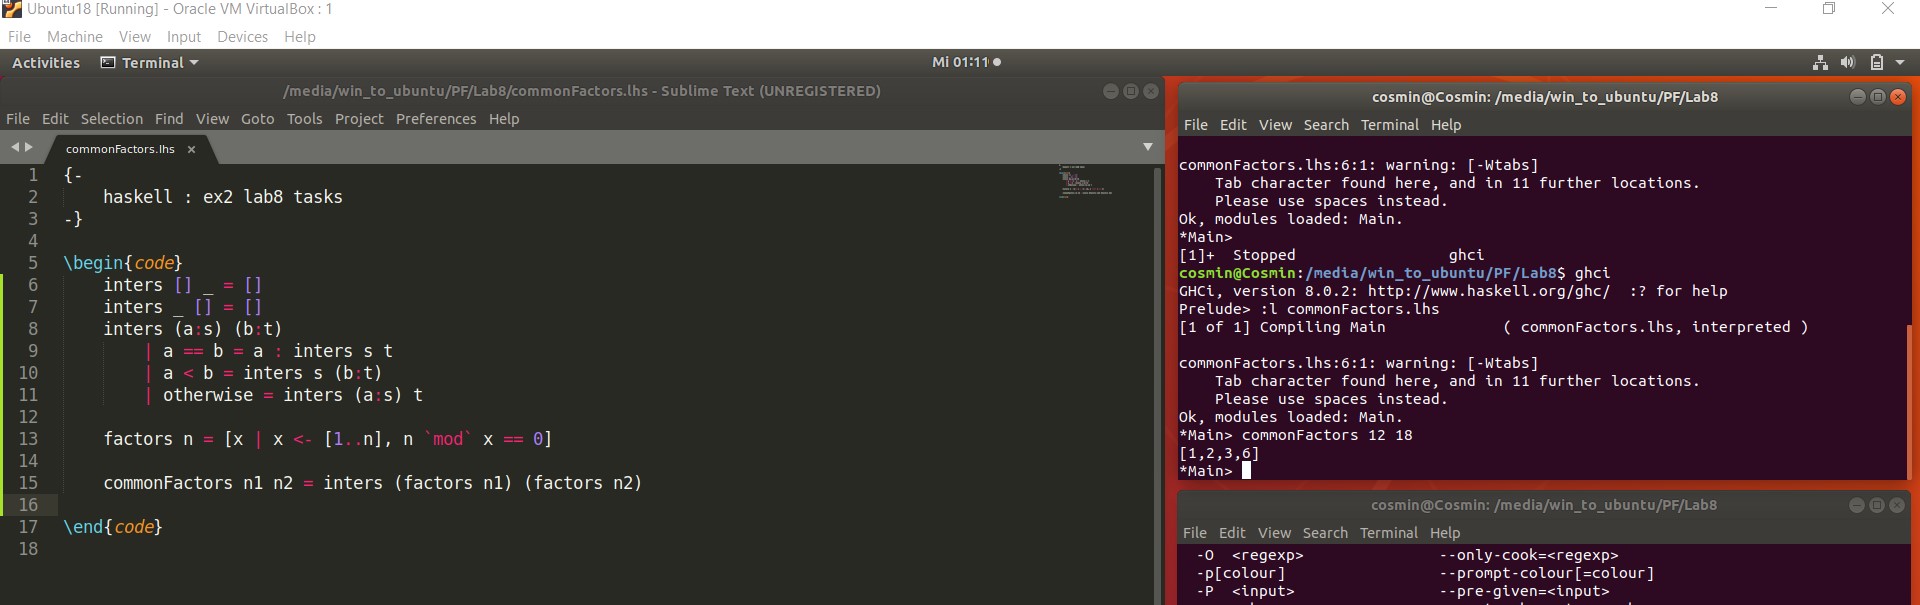 Ubuntu18 [Running] - Oracle VM VirtualBox : 1
File Machine View Input Devices Help
Activities Terminal Mi 01:11
/media/win_to_ubuntu/PF/Lab8/commonFactors.lhs - Sublime Text (UNREGISTERED)
File Edit Selection Find View Goto Tools Project Preferences Help
commonFactors.lhs
1 {-
2 haskell : ex2 lab8 tasks
3 -}
4
5 \begin{code}
6 inters [] _ = []
7 inters _ [] = []
8 inters (a:s) (b:t)
9 | a == b = a : inters s t
10 | a < b = inters s (b:t)
11 | otherwise = inters (a:s) t
12
13 factors n = [x | x <- [1..n], n `mod` x == 0]
14
15 commonFactors n1 n2 = inters (factors n1) (factors n2)
16
17 \end{code}
18
cosmin@Cosmin: /media/win_to_ubuntu/PF/Lab8
File Edit View Search Terminal Help
commonFactors.lhs:6:1: warning: [-Wtabs]
Tab character found here, and in 11 further locations.
Please use spaces instead.
Ok, modules loaded: Main.
*Main>
[1]+ Stopped ghci
cosmin@Cosmin:/media/win_to_ubuntu/PF/Lab8$ ghci
GHCi, version 8.0.2: http://www.haskell.org/ghc/ :? for help
Prelude> :l commonFactors.lhs
[1 of 1] Compiling Main ( commonFactors.lhs, interpreted )
commonFactors.lhs:6:1: warning: [-Wtabs]
Tab character found here, and in 11 further locations.
Please use spaces instead.
Ok, modules loaded: Main.
*Main> commonFactors 12 18
[1,2,3,6]
*Main>
cosmin@Cosmin: /media/win_to_ubuntu/PF/Lab8
File Edit View Search Terminal Help
-O <regexp> --only-cook=<regexp>
-p[colour] --prompt-colour[=colour]
-P <input> --pre-given=<input>